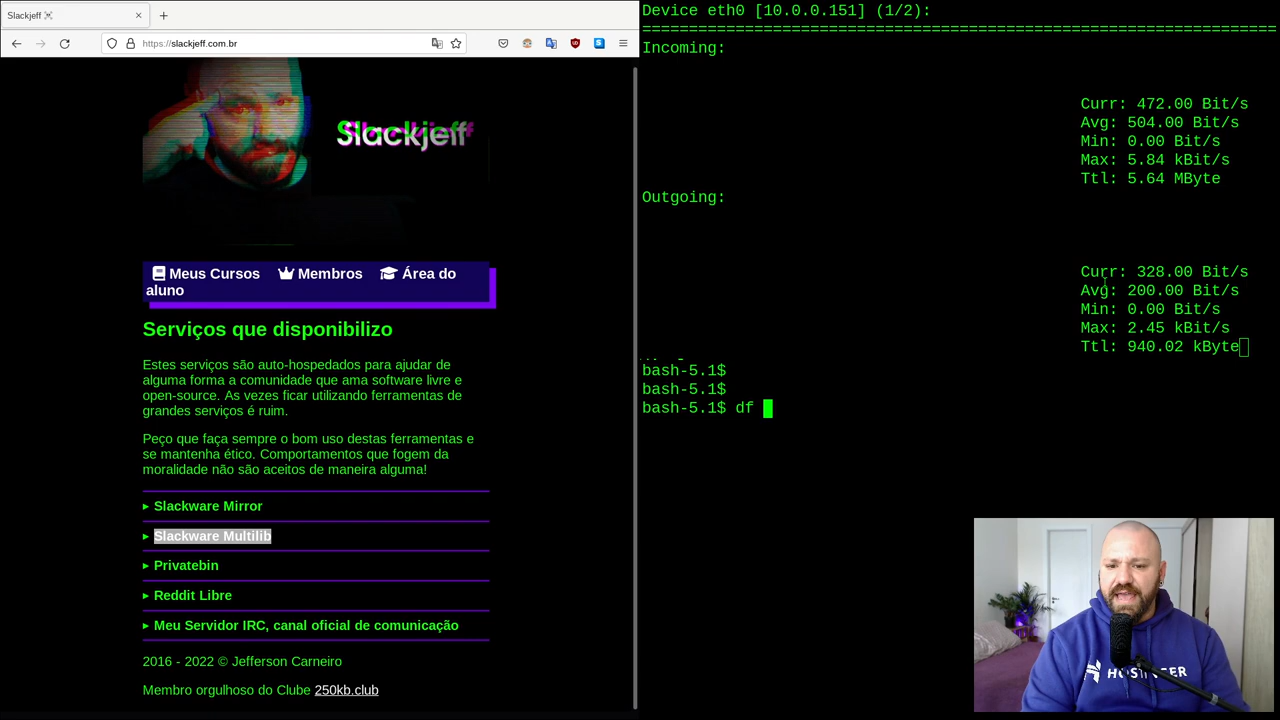 Slackjeff
https://slackjeff.com.br
Slackjeff
Meus Cursos Membros Área do
aluno
Serviços que disponibilizo
Estes serviços são auto-hospedados para ajudar de
alguma forma a comunidade que ama software livre e
open-source. As vezes ficar utilizando ferramentas de
grandes serviços é ruim.
Peço que faça sempre o bom uso destas ferramentas e
se mantenha ético. Comportamentos que fogem da
moralidade não são aceitos de maneira alguma!
Slackware Mirror
Slackware Multilib
Privatebin
Reddit Libre
Meu Servidor IRC, canal oficial de comunicação
2016 - 2022 © Jefferson Carneiro
Membro orgulhoso do Clube 250kb.club
Device eth0 [10.0.0.151] (1/2):
================================================================================
Incoming:
Curr: 472.00 Bit/s
Avg: 504.00 Bit/s
Min: 0.00 Bit/s
Max: 5.84 kBit/s
Ttl: 5.64 MByte
Outgoing:
Curr: 328.00 Bit/s
Avg: 200.00 Bit/s
Min: 0.00 Bit/s
Max: 2.45 kBit/s
Ttl: 940.02 kByte
bash-5.1$
bash-5.1$
bash-5.1$ df